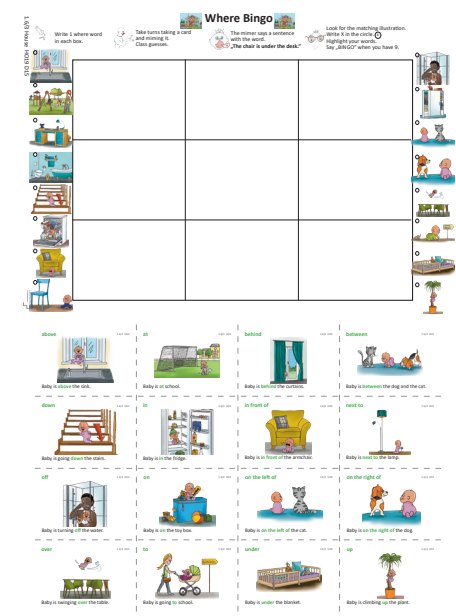 Where Bingo
Write 1 where word
in each box.
Take turns taking a card
and miming it.
Class guesses.
The mimer says a sentence
with the word.
„The chair is under the desk."
Look for the matching illustration.
Write X in the circle.
Highlight your words.
Say „BINGO" when you have 9.
above
Baby is above the sink.
at
Baby is at school.
behind
Baby is behind the curtains.
between
Baby is between the dog and the cat.
down
Baby is going down the stairs.
in
Baby is in the fridge.
in front of
Baby is in front of the armchair.
next to
Baby is next to the lamp.
off
Baby is turning off the water.
on
Baby is on the toy box.
on the left of
Baby is on the left of the cat.
on the right of
Baby is on the right of the dog.
over
Baby is swinging over the table.
to
Baby is going to school.
under
Baby is under the blanket.
up
Baby is climbing up the plant.